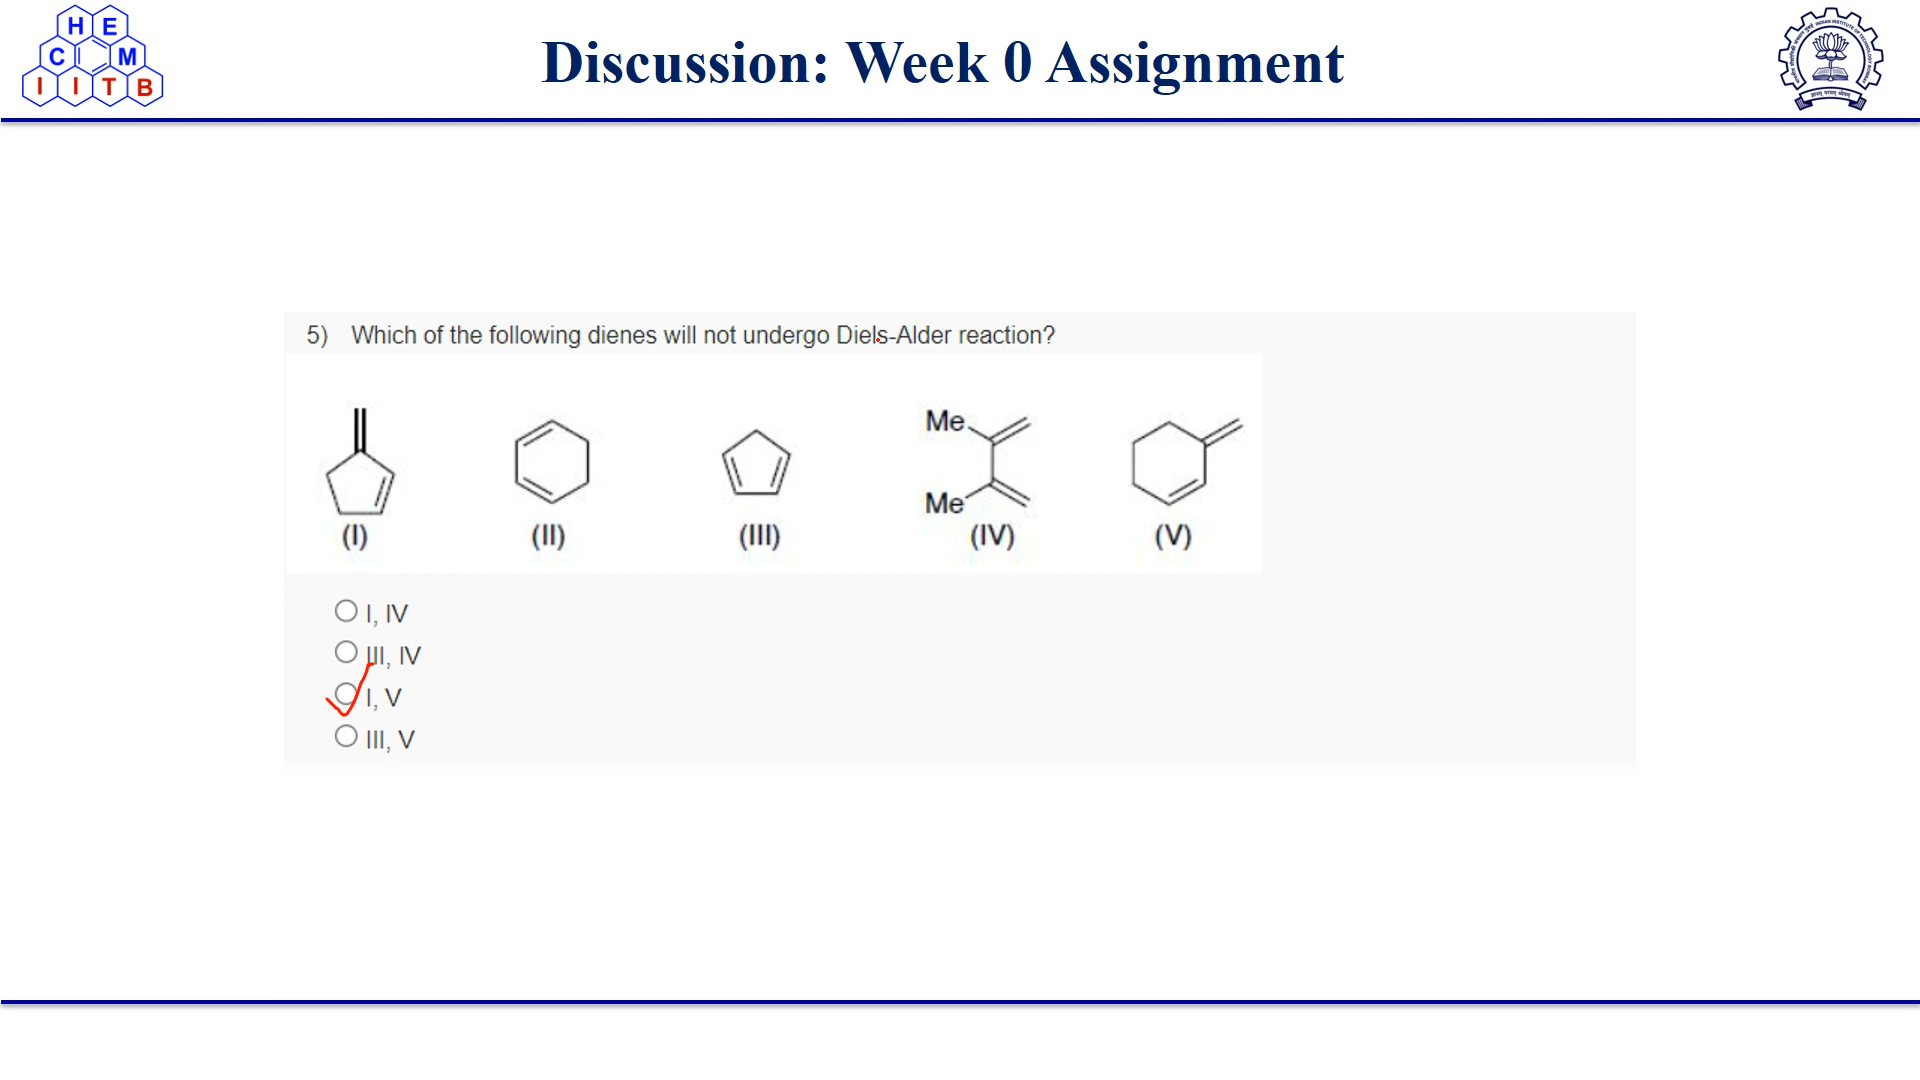 H E
C M
I I T B
Discussion: Week 0 Assignment
5) Which of the following dienes will not undergo Diels-Alder reaction?
Me
Me
(I) (II) (III) (IV) (V)
I, IV
III, IV
I, V
III, V